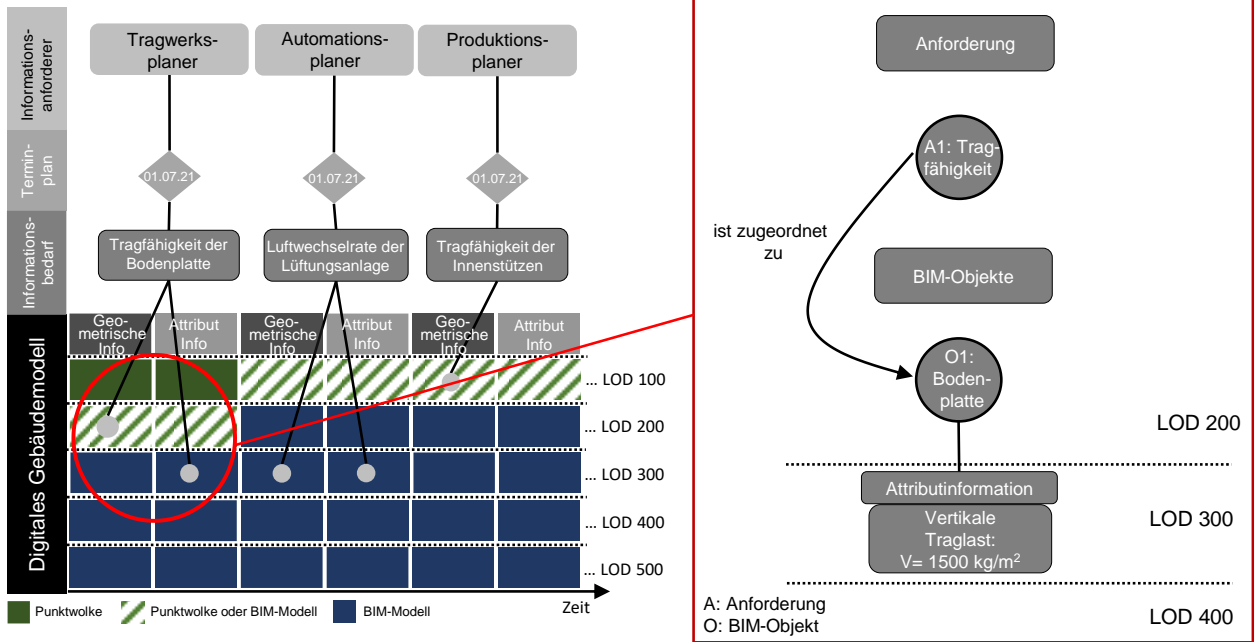 Informations-
anforderer
Tragwerks-
planer
Automations-
planer
Produktions-
planer
Termin-
plan
01.07.21
01.07.21
01.07.21
Informations-
bedarf
Tragfähigkeit der
Bodenplatte
Luftwechselrate der
Lüftungsanlage
Tragfähigkeit der
Innenstützen
Digitales Gebäudemodell
Geo-
metrische
Info
Attribut
Info
Geo-
metrische
Info
Attribut
Info
Geo-
metrische
Info
Attribut
Info
... LOD 100
... LOD 200
... LOD 300
... LOD 400
... LOD 500
Zeit
Punktwolke
Punktwolke oder BIM-Modell
BIM-Modell
Anforderung
A1: Trag-
fähigkeit
ist zugeordnet
zu
BIM-Objekte
O1:
Boden-
platte
LOD 200
Attributinformation
Vertikale
Traglast:
V= 1500 kg/m²
LOD 300
A: Anforderung
O: BIM-Objekt
LOD 400